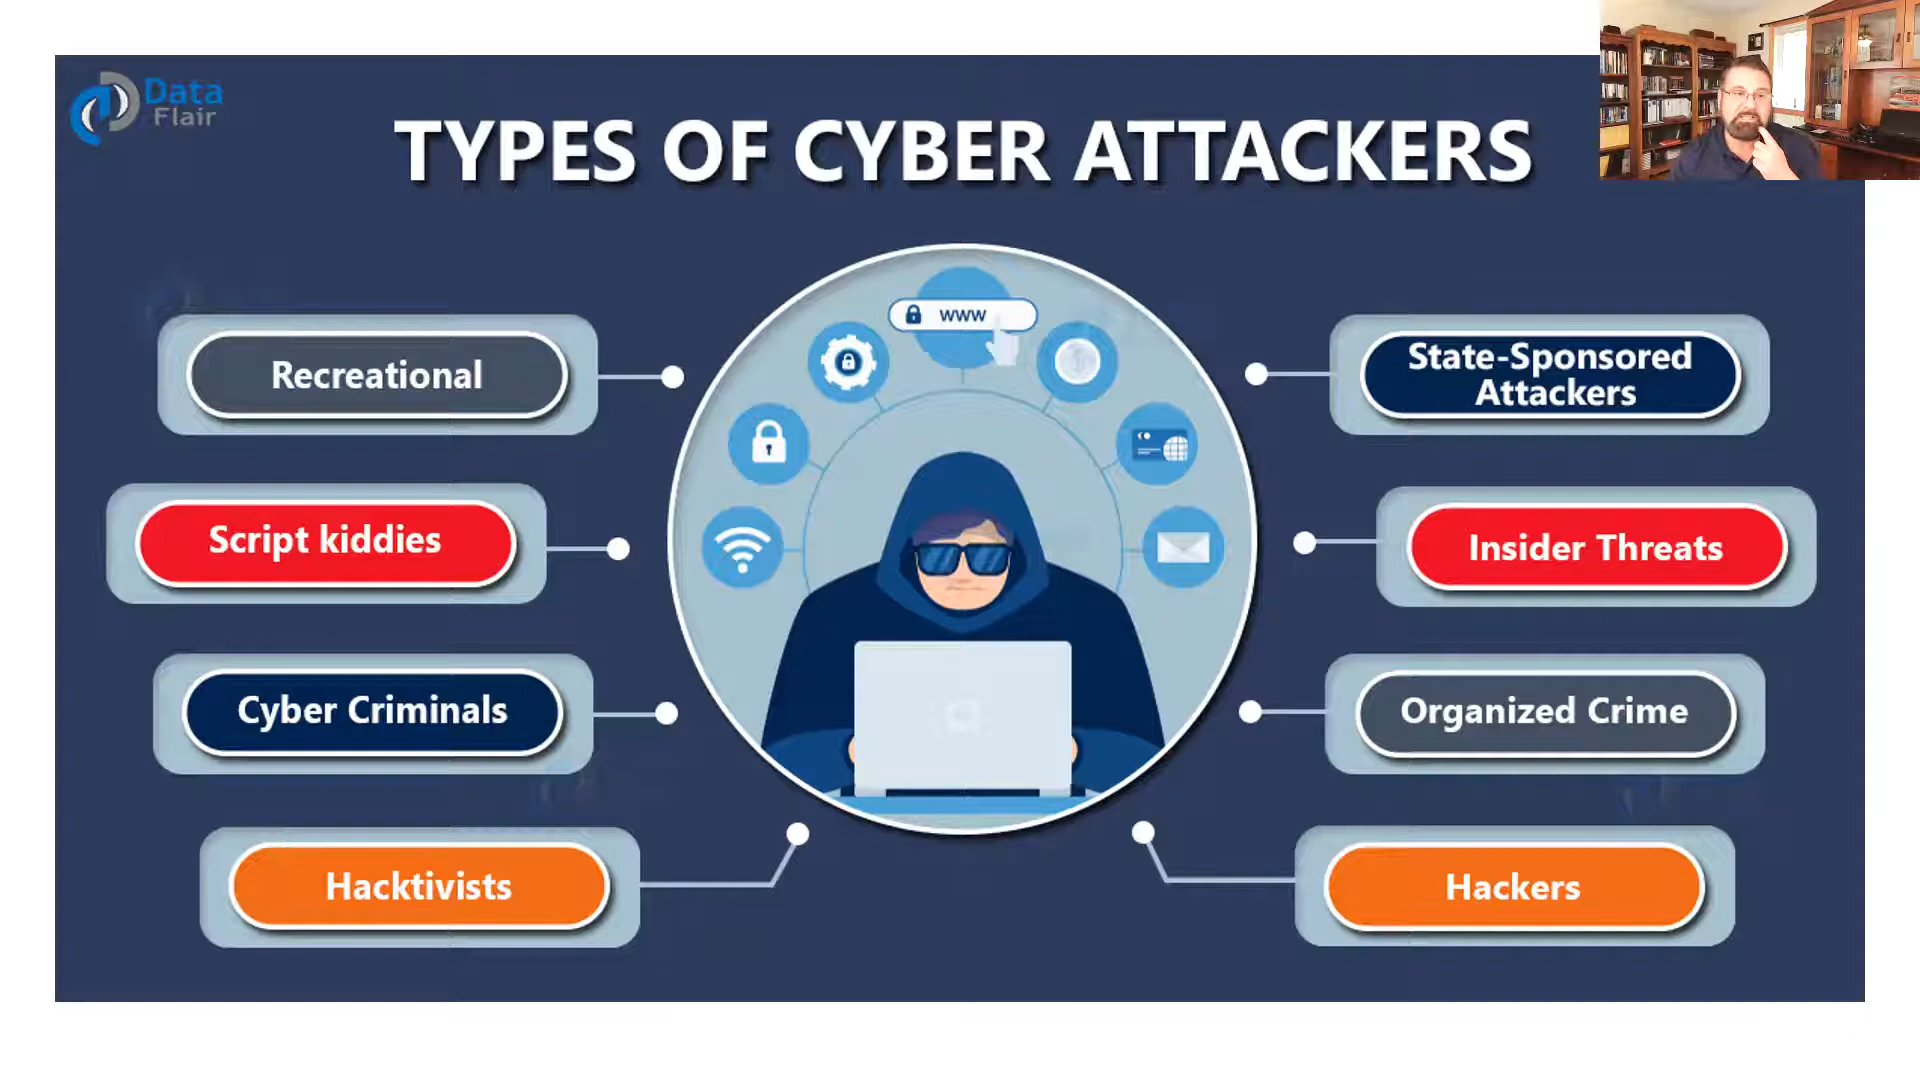 Data
Flair
TYPES OF CYBER ATTACKERS
www
Recreational
State-Sponsored
Attackers
Script kiddies
Insider Threats
Cyber Criminals
Organized Crime
Hacktivists
Hackers